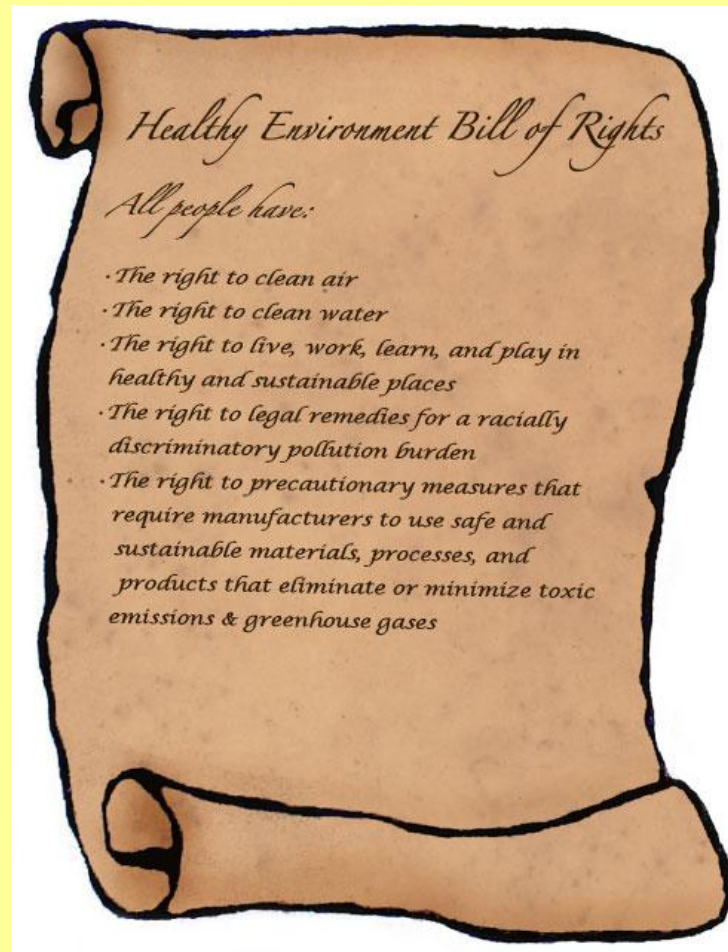 Healthy Environment Bill of Rights
All people have:
·The right to clean air
·The right to clean water
·The right to live, work, learn, and play in
healthy and sustainable places
·The right to legal remedies for a racially
discriminatory pollution burden
·The right to precautionary measures that
require manufacturers to use safe and
sustainable materials, processes, and
products that eliminate or minimize toxic
emissions & greenhouse gases